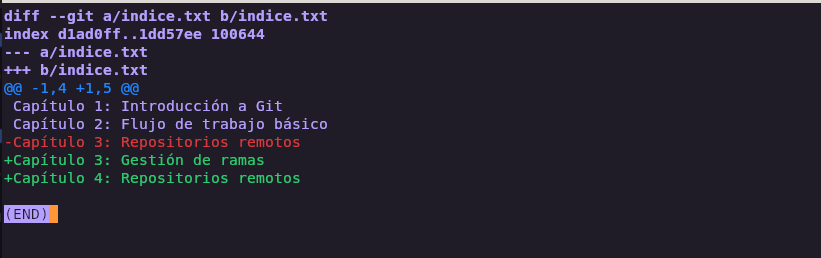 diff --git a/indice.txt b/indice.txt
index d1ad0ff..1dd57ee 100644
--- a/indice.txt
+++ b/indice.txt
@@ -1,4 +1,5 @@
 Capítulo 1: Introducción a Git
 Capítulo 2: Flujo de trabajo básico
-Capítulo 3: Repositorios remotos
+Capítulo 3: Gestión de ramas
+Capítulo 4: Repositorios remotos
(END)